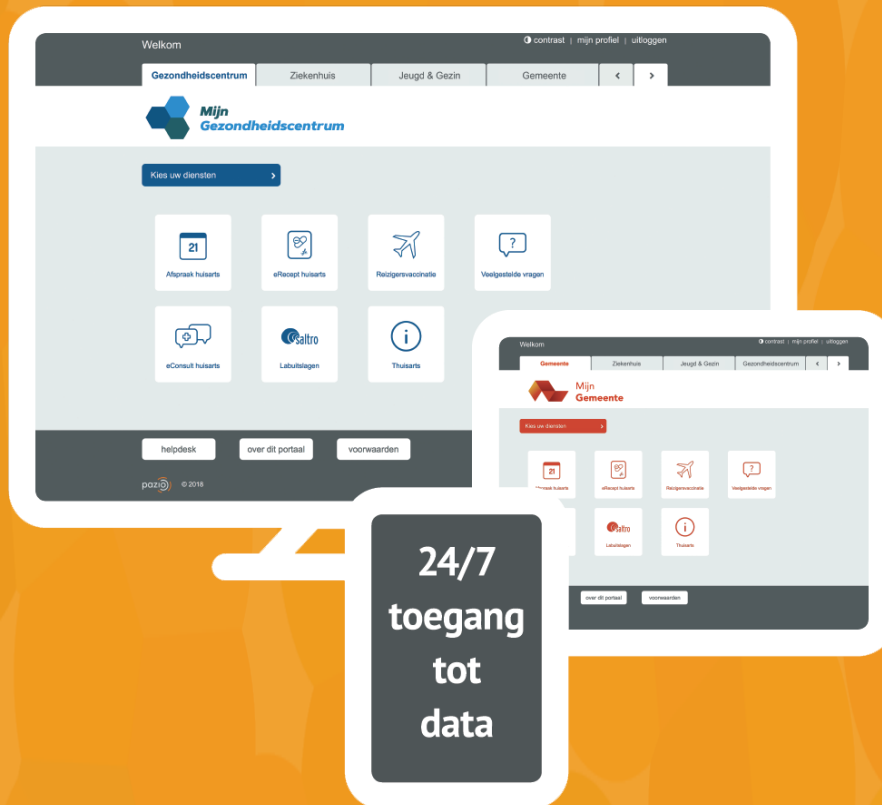 Welkom
contrast | mijn profiel | uitloggen
Gezondheidscentrum
Ziekenhuis
Jeugd & Gezin
Gemeente
Mijn
Gezondheidscentrum
Kies uw diensten
21
Afspraak huisarts
eRecept huisarts
Reizigersvaccinatie
?
Veelgestelde vragen
eConsult huisarts
Saltro
Labuitslagen
i
Thuisarts
helpdesk
over dit portaal
voorwaarden
pazio © 2018
Welkom
contrast | mijn profiel | uitloggen
Gemeente
Ziekenhuis
Jeugd & Gezin
Gezondheidscentrum
Mijn
Gemeente
Kies uw diensten
21
huisarts
eRecept huisarts
Reizigersvaccinatie
?
Veelgestelde vragen
Saltro
Labuitslagen
i
Thuisarts
over dit portaal
voorwaarden
24/7
toegang
tot
data